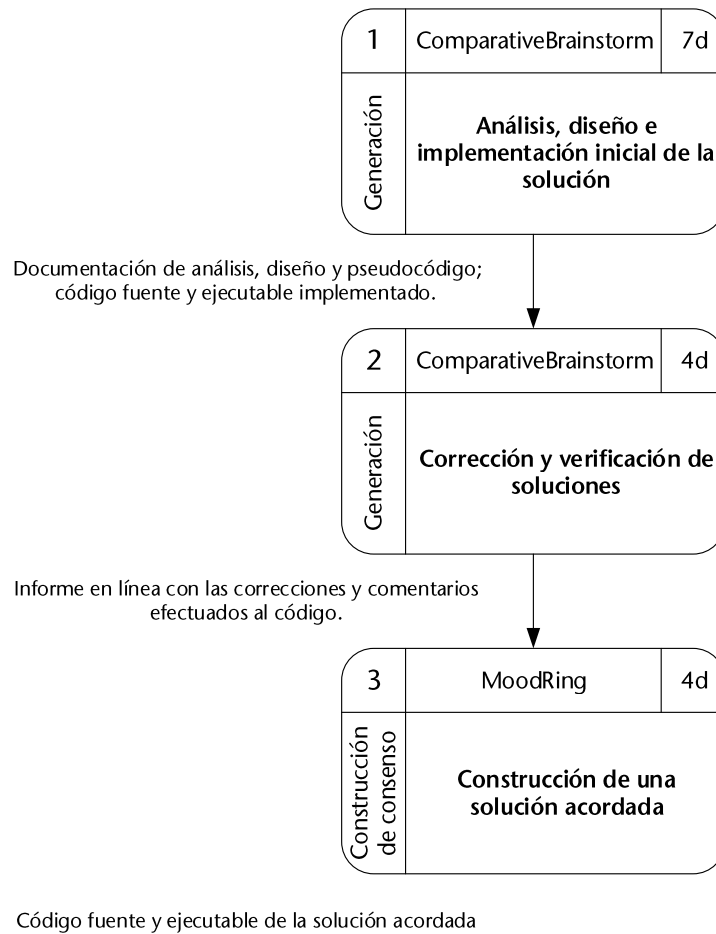 1
ComparativeBrainstorm
7d
Generación
Análisis, diseño e
implementación inicial de la
solución
Documentación de análisis, diseño y pseudocódigo;
código fuente y ejecutable implementado.
2
ComparativeBrainstorm
4d
Generación
Corrección y verificación de
soluciones
Informe en línea con las correcciones y comentarios
efectuados al código.
3
MoodRing
4d
Construcción
de consenso
Construcción de una
solución acordada
Código fuente y ejecutable de la solución acordada